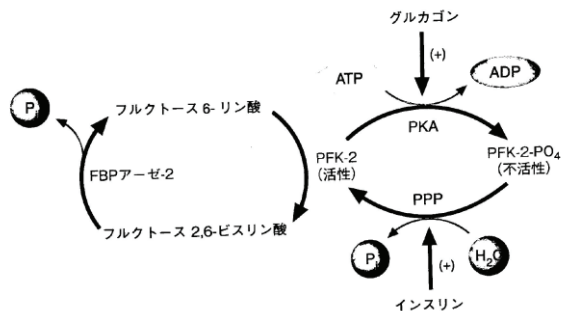 グルカゴン
(+)
ATP
ADP
Pi
フルクトース 6- リン酸
PKA
PFK-2
(活性)
PFK-2-PO4
(不活性)
FBPアーゼ-2
PPP
フルクトース 2,6-ビスリン酸
Pi
(+)
H2O
インスリン